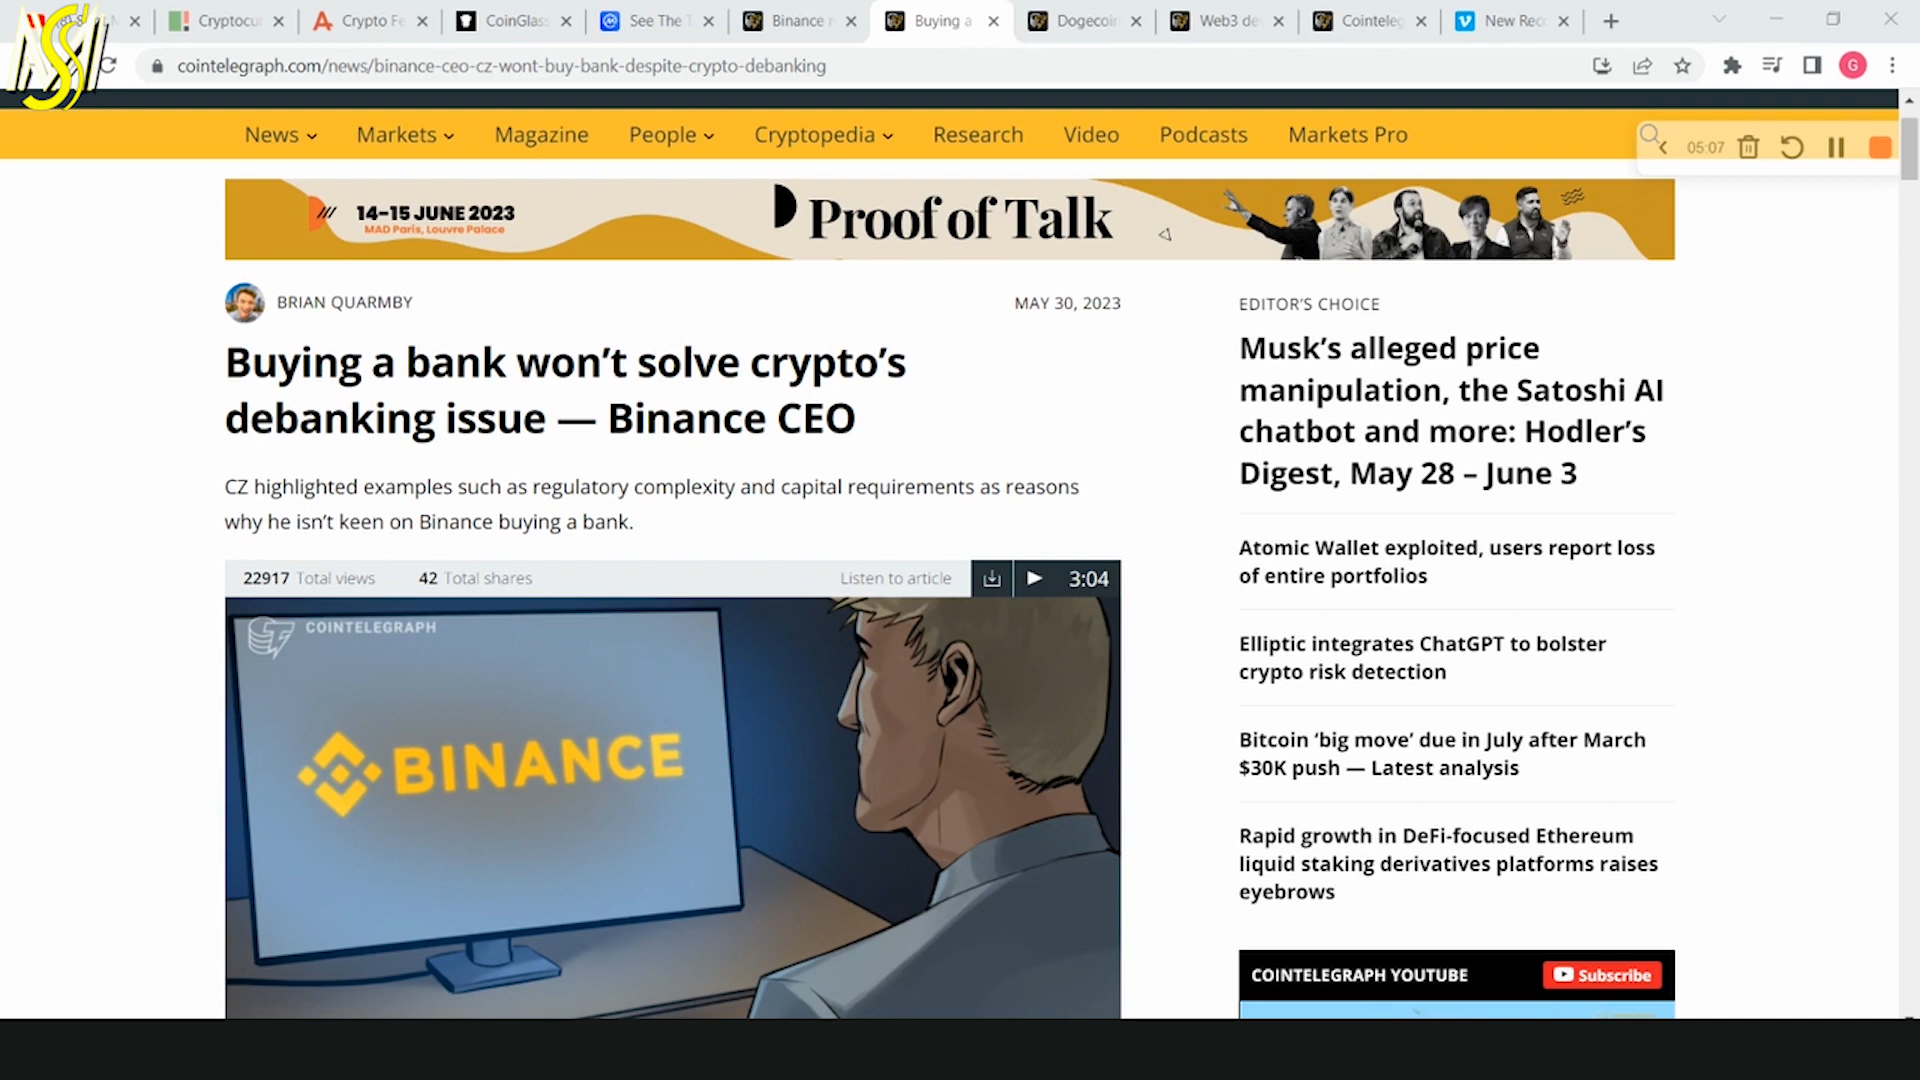 Cryptocur
Crypto Fe
CoinGlass
See The T
Binance n
Buying a
Dogecoin
Web3 de
Cointeleg
New Rec
cointelegraph.com/news/binance-ceo-cz-wont-buy-bank-despite-crypto-debanking
G
News
Markets
Magazine
People
Cryptopedia
Research
Video
Podcasts
Markets Pro
05:07
14-15 JUNE 2023
MAD Paris, Louvre Palace
Proof of Talk
BRIAN QUARMBY
MAY 30, 2023
Buying a bank won’t solve crypto’s
debanking issue — Binance CEO
CZ highlighted examples such as regulatory complexity and capital requirements as reasons
why he isn’t keen on Binance buying a bank.
22917 Total views
42 Total shares
Listen to article
3:04
COINTELEGRAPH
BINANCE
EDITOR’S CHOICE
Musk’s alleged price
manipulation, the Satoshi AI
chatbot and more: Hodler’s
Digest, May 28 – June 3
Atomic Wallet exploited, users report loss
of entire portfolios
Elliptic integrates ChatGPT to bolster
crypto risk detection
Bitcoin ‘big move’ due in July after March
$30K push — Latest analysis
Rapid growth in DeFi-focused Ethereum
liquid staking derivatives platforms raises
eyebrows
COINTELEGRAPH YOUTUBE
Subscribe